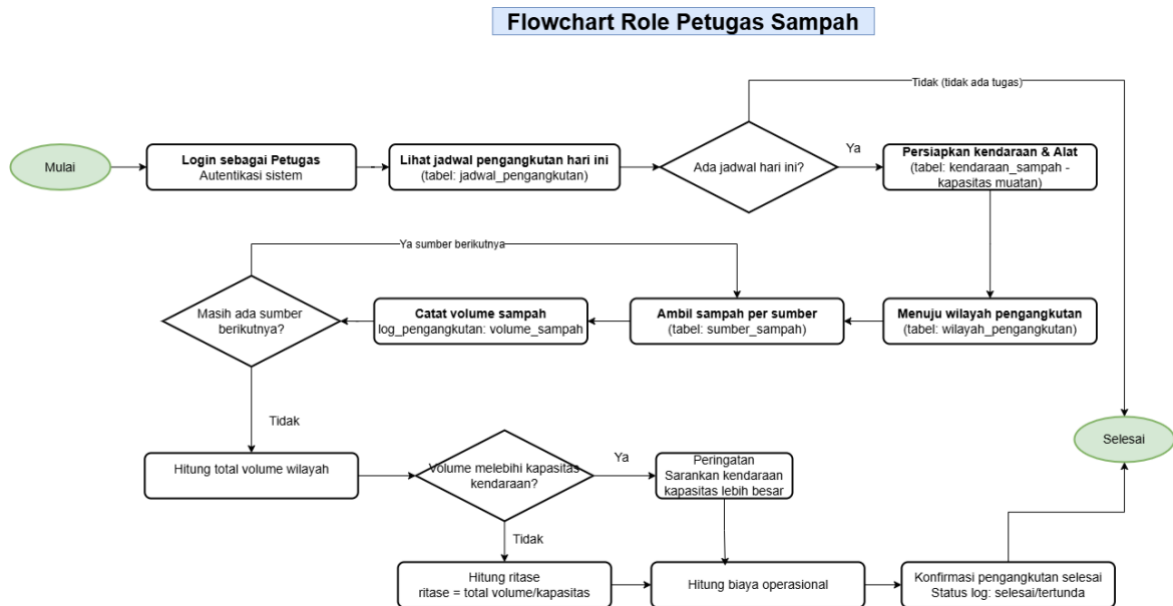 Flowchart Role Petugas Sampah
Tidak (tidak ada tugas)
Mulai
Login sebagai Petugas
Autentikasi sistem
Lihat jadwal pengangkutan hari ini
(tabel: jadwal_pengangkutan)
Ada jadwal hari ini?
Ya
Persiapkan kendaraan & Alat
(tabel: kendaraan_sampah -
kapasitas muatan)
Ya sumber berikutnya
Menuju wilayah pengangkutan
(tabel: wilayah_pengangkutan)
Ambil sampah per sumber
(tabel: sumber_sampah)
Catat volume sampah
log_pengangkutan: volume_sampah
Masih ada sumber
berikutnya?
Tidak
Hitung total volume wilayah
Volume melebihi kapasitas
kendaraan?
Ya
Peringatan
Sarankan kendaraan
kapasitas lebih besar
Tidak
Hitung ritase
ritase = total volume/kapasitas
Hitung biaya operasional
Konfirmasi pengangkutan selesai
Status log: selesai/tertunda
Selesai